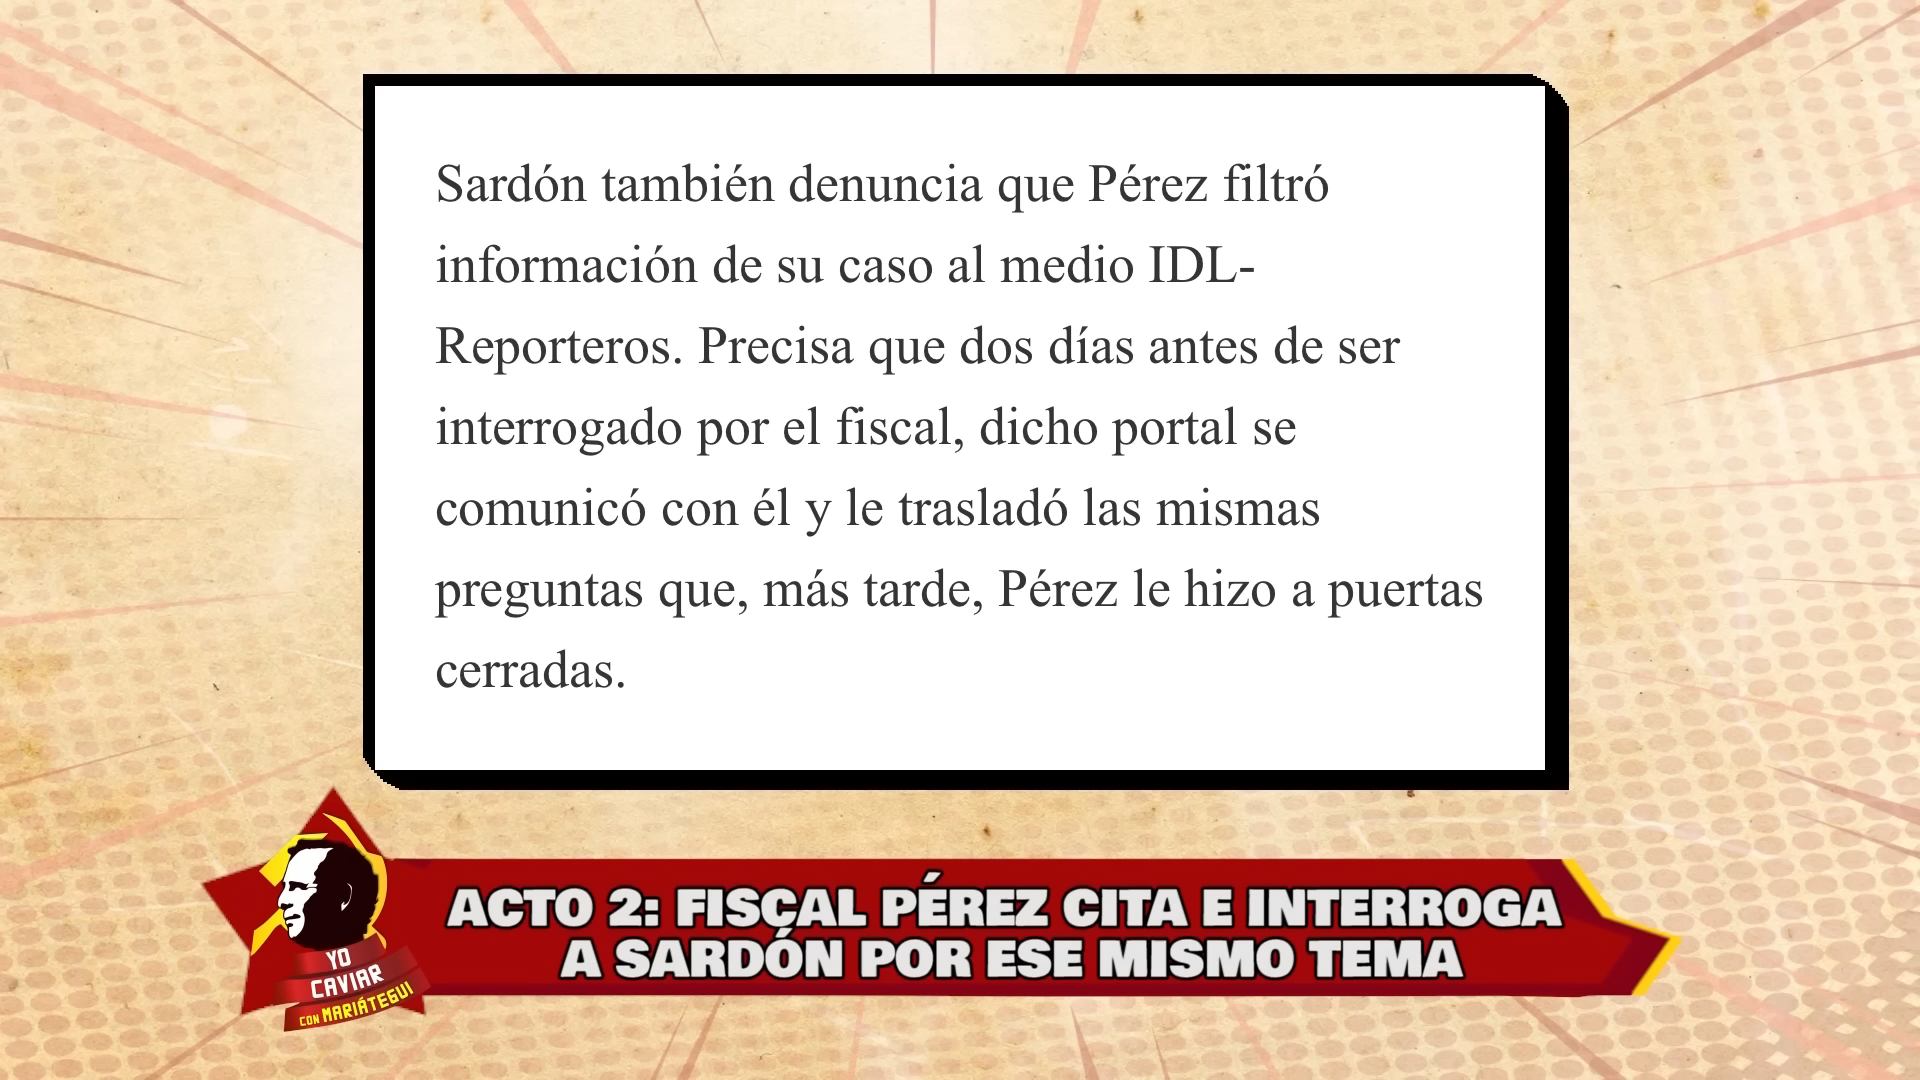 Sardón también denuncia que Pérez filtró
información de su caso al medio IDL-
Reporteros. Precisa que dos días antes de ser
interrogado por el fiscal, dicho portal se
comunicó con él y le trasladó las mismas
preguntas que, más tarde, Pérez le hizo a puertas
cerradas.
ACTO 2: FISCAL PÉREZ CITA E INTERROGA
A SARDÓN POR ESE MISMO TEMA
YO
CAVIAR
CON MARIÁTEGUI